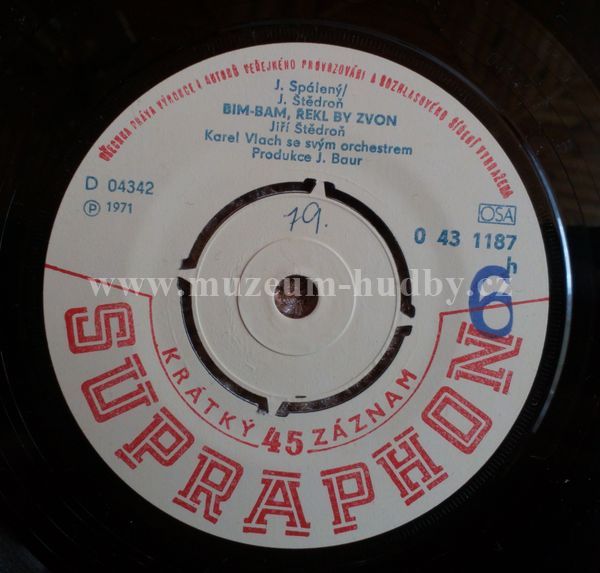 VŠECHNA PRÁVA VÝROBCE A AUTORŮ VEŘEJNÉHO PROVOZOVÁNÍ A ROZHLASOVÉHO ŠÍŘENÍ VYHRAZENA
J. Spálený/
J. Štědroň
BIM-BAM, ŘEKL BY ZVON
Jiří Štědroň
Karel Vlach se svým orchestrem
Produkce J. Baur
D 04342
Ⓟ 1971
19.
OSA
0 43 1187
h
6
www.muzeum-hudby.cz
KRÁTKÝ 45 ZÁZNAM
SUPRAPHON